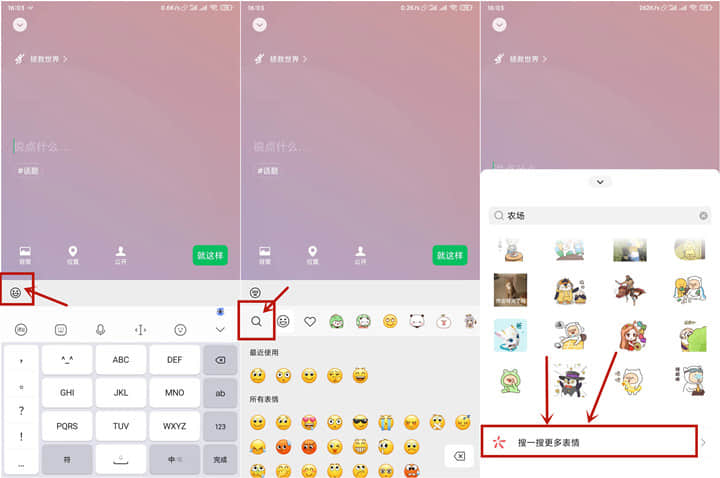 16:03
0.6K/s
拯救世界
说点什么...
#话题
背景
位置
公开
就这样
，
^_^
ABC
DEF
。
GHI
JKL
MNO
ab
?
PQRS
TUV
WXYZ
123
!
...
符
中
完成
16:03
0.2K/s
拯救世界
说点什么...
#话题
背景
位置
公开
就这样
最近使用
所有表情
16:03
262K/s
拯救世界
农场
搜一搜更多表情